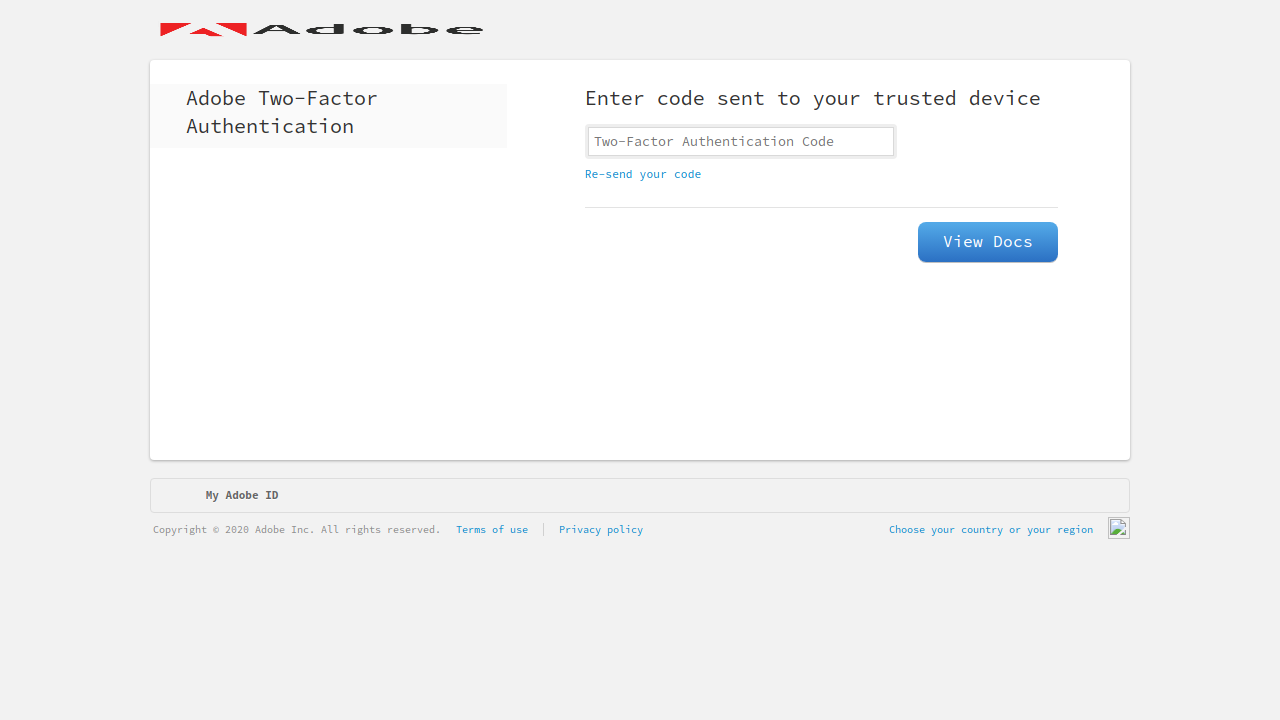 Adobe
Adobe Two-Factor
Authentication
Enter code sent to your trusted device
Two-Factor Authentication Code
Re-send your code
View Docs
My Adobe ID
Copyright © 2020 Adobe Inc. All rights reserved. Terms of use Privacy policy Choose your country or your region